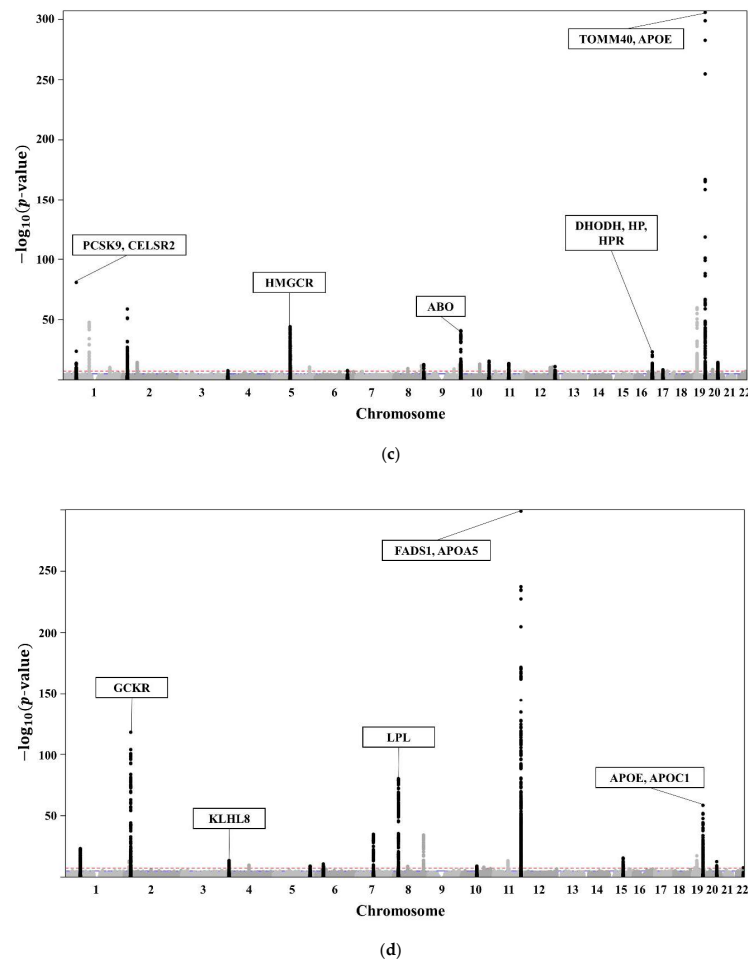 300
TOMM40, APOE
250
200
−log₁₀(p-value)
150
DHODH, HP,
HPR
100
PCSK9, CELSR2
HMGCR
ABO
50
1 2 3 4 5 6 7 8 9 10 11 12 13 14 15 16 17 18 19 20 21 22
Chromosome
(c)
FADS1, APOA5
250
200
−log₁₀(p-value)
GCKR
150
LPL
100
APOE, APOC1
KLHL8
50
1 2 3 4 5 6 7 8 9 10 11 12 13 14 15 16 17 18 19 20 21 22
Chromosome
(d)